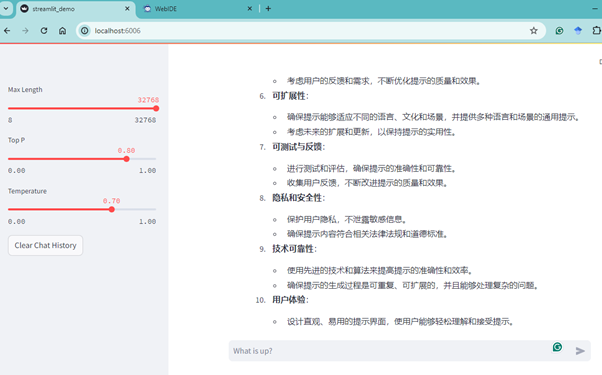 streamlit_demo
WebIDE
localhost:6006
Max Length
32768
8 32768
Top P
0.80
0.00 1.00
Temperature
0.70
0.00 1.00
Clear Chat History
考虑用户的反馈和需求，不断优化提示的质量和效果。
6. 可扩展性：
确保提示能够适应不同的语言、文化和场景，并提供多种语言和场景的通用提示。
考虑未来的扩展和更新，以保持提示的实用性。
7. 可测试与反馈：
进行测试和评估，确保提示的准确性和可靠性。
收集用户反馈，不断改进提示的质量和效果。
8. 隐私和安全性：
保护用户隐私，不泄露敏感信息。
确保提示内容符合相关法律法规和道德标准。
9. 技术可靠性：
使用先进的技术和算法来提高提示的准确性和效率。
确保提示的生成过程是可重复、可扩展的，并且能够处理复杂的问题。
10. 用户体验：
设计直观、易用的提示界面，使用户能够轻松理解和接受提示。
What is up?